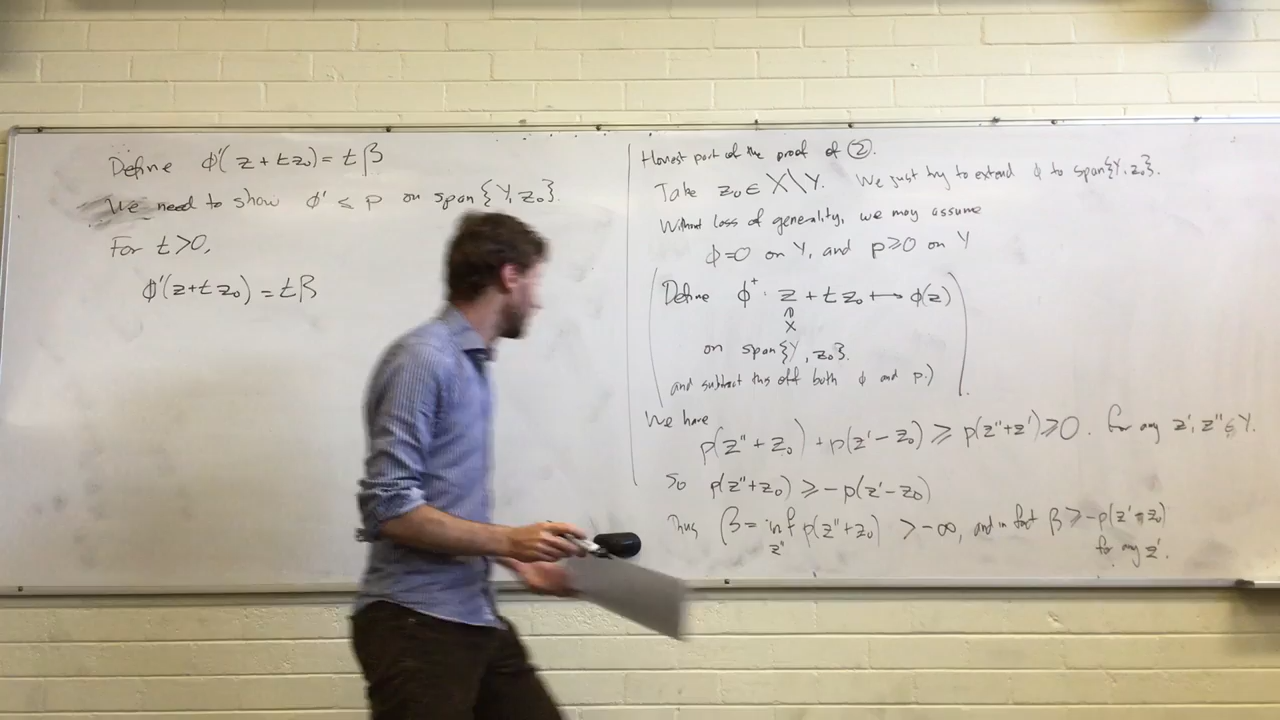 Define φ'(z + tz₀) = tβ
We need to show φ' ≤ p on span{Y, z₀}.
For t>0,
φ'(z+tz₀) = tβ
Honest part of the proof of ②.
Take z₀ ∈ X\Y. We just try to extend φ to span{Y, z₀}.
Without loss of generality, we may assume
φ=0 on Y, and p≥0 on Y
(Define φ⁺: z + tz₀ ↦ φ(z)
∩
X
on span{Y, z₀}.
and subtract this off both φ and p.)
We have
p(z''+z₀) + p(z'-z₀) ≥ p(z''+z') ≥ 0. for any z', z'' ∈ Y.
So p(z''+z₀) ≥ -p(z'-z₀)
Thus β = inf p(z''+z₀) > -∞, and in fact β ≥ -p(z'-z₀)
z''
for any z'.